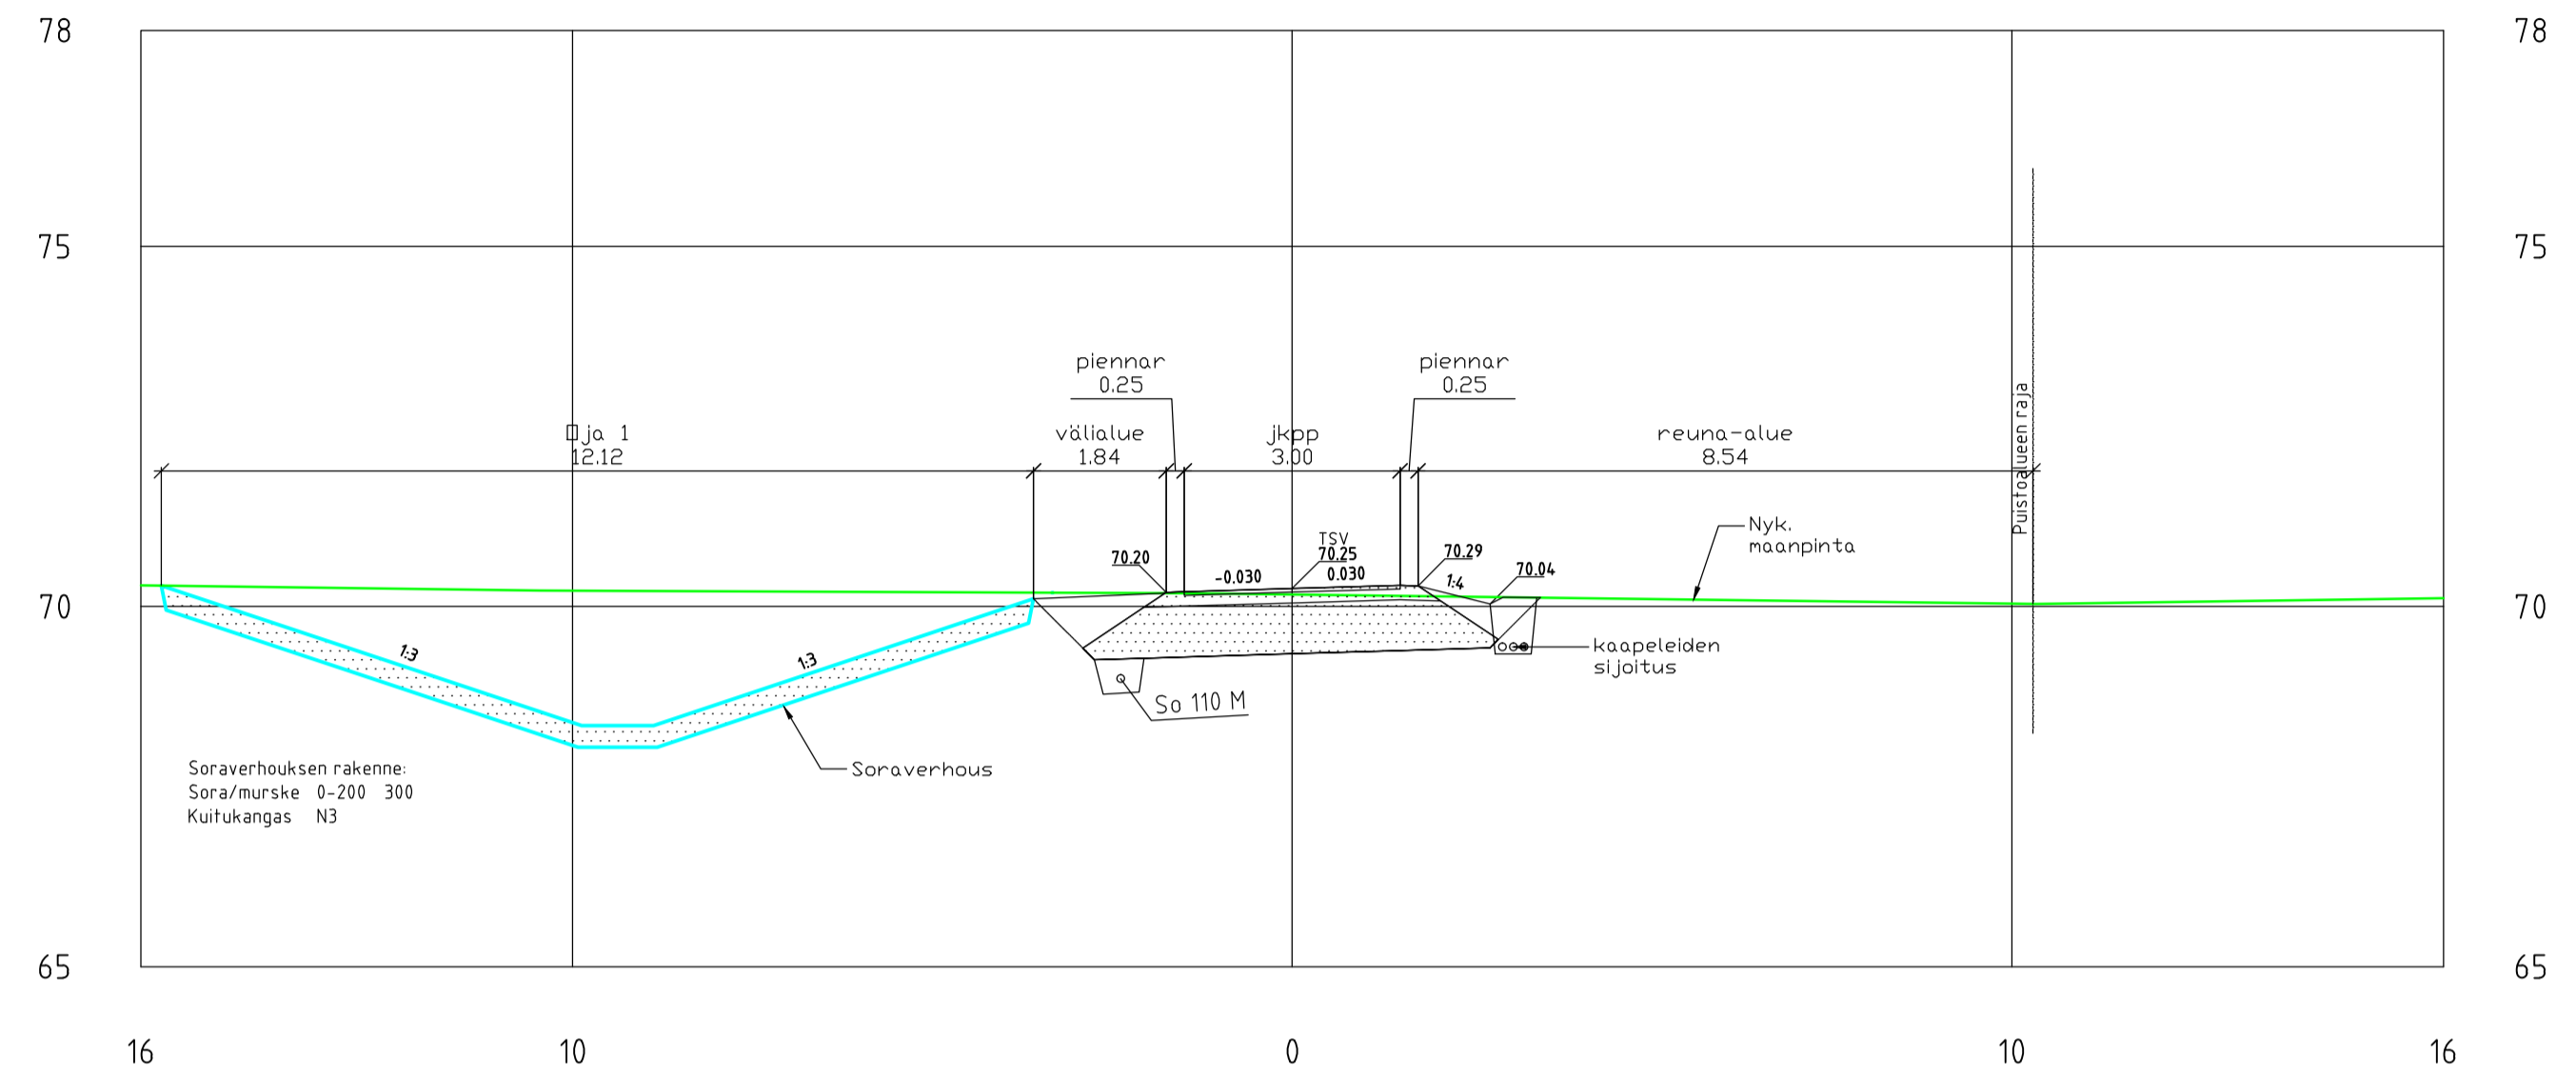 78
78
75
75
piennar
0.25
piennar
0.25
ja 1
12.12
välialue
1.84
jkpp
3.00
reuna-alue
8.54
Puistoalueen raja
Nyk.
maanpinta
70.20
TSV
70.25
70.29
70.04
-0.030
0.030
1:4
70
70
1:3
1:3
kaapeleiden
sijoitus
So 110 M
Soraverhous
Soraverhouksen rakenne:
Sora/murske 0-200 300
Kuitukangas N3
65
65
16
10
0
10
16